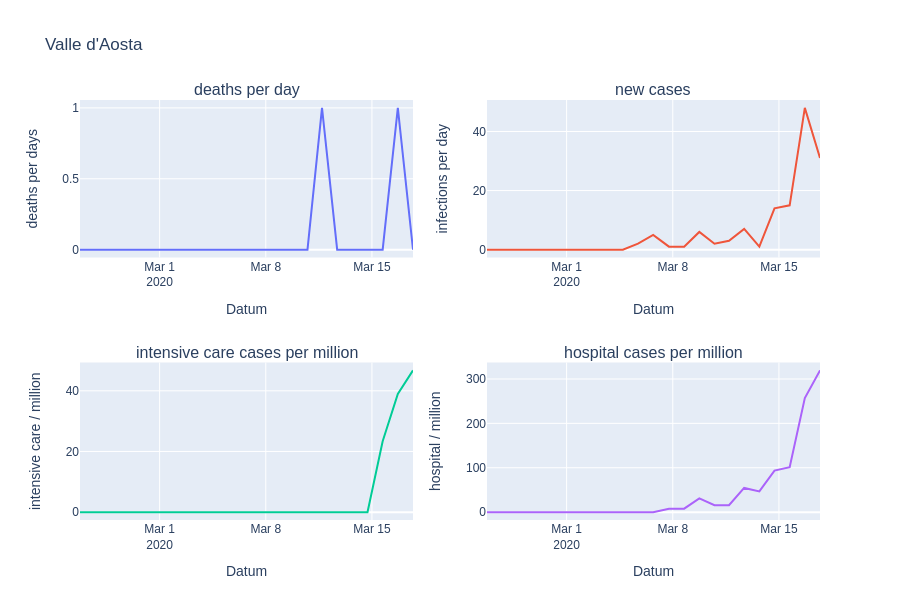 Valle d'Aosta
deaths per day
deaths per days
1
0.5
0
Mar 1
2020
Mar 8
Mar 15
Datum
new cases
infections per day
40
20
0
Mar 1
2020
Mar 8
Mar 15
Datum
intensive care cases per million
intensive care / million
40
20
0
Mar 1
2020
Mar 8
Mar 15
Datum
hospital cases per million
hospital / million
300
200
100
0
Mar 1
2020
Mar 8
Mar 15
Datum